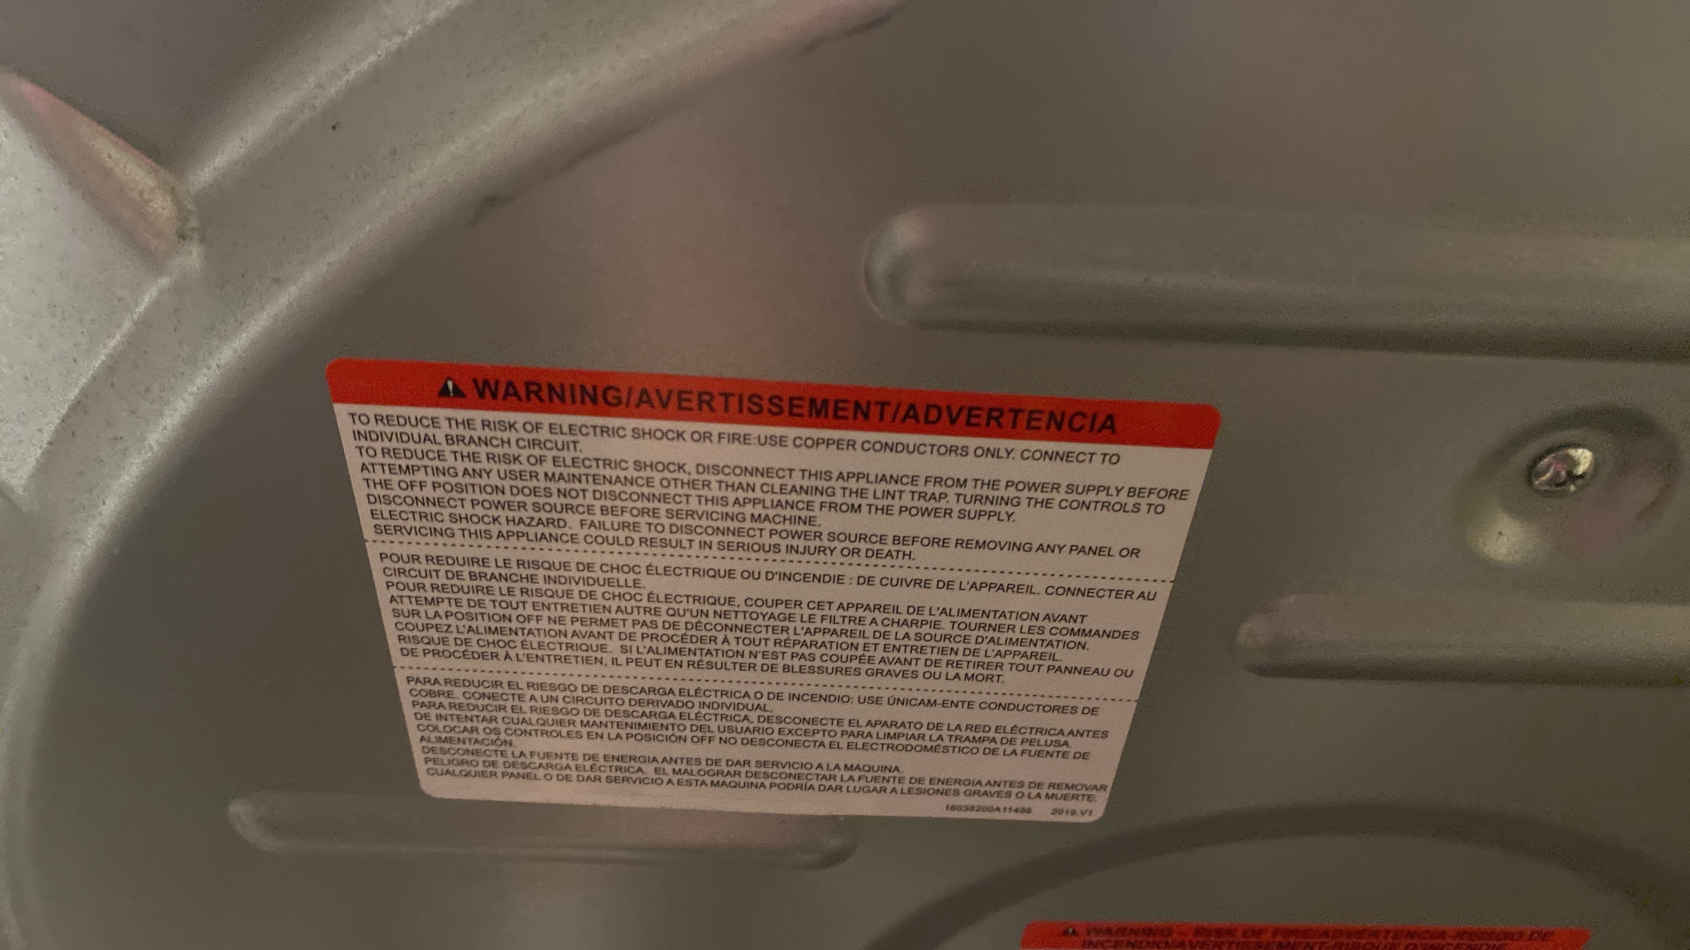 WARNING/AVERTISSEMENT/ADVERTENCIA
TO REDUCE THE RISK OF ELECTRIC SHOCK OR FIRE:USE COPPER CONDUCTORS ONLY. CONNECT TO
INDIVIDUAL BRANCH CIRCUIT.
TO REDUCE THE RISK OF ELECTRIC SHOCK, DISCONNECT THIS APPLIANCE FROM THE POWER SUPPLY BEFORE
ATTEMPTING ANY USER MAINTENANCE OTHER THAN CLEANING THE LINT TRAP. TURNING THE CONTROLS TO
THE OFF POSITION DOES NOT DISCONNECT THIS APPLIANCE FROM THE POWER SUPPLY.
DISCONNECT POWER SOURCE BEFORE SERVICING MACHINE.
ELECTRIC SHOCK HAZARD. FAILURE TO DISCONNECT POWER SOURCE BEFORE REMOVING ANY PANEL OR
SERVICING THIS APPLIANCE COULD RESULT IN SERIOUS INJURY OR DEATH.
POUR REDUIRE LE RISQUE DE CHOC ÉLECTRIQUE OU D'INCENDIE : DE CUIVRE DE L'APPAREIL. CONNECTER AU
CIRCUIT DE BRANCHE INDIVIDUELLE.
POUR REDUIRE LE RISQUE DE CHOC ÉLECTRIQUE, COUPER CET APPAREIL DE L'ALIMENTATION AVANT
ATTEMPTE DE TOUT ENTRETIEN AUTRE QU'UN NETTOYAGE LE FILTRE A CHARPIE. TOURNER LES COMMANDES
SUR LA POSITION OFF NE PERMET PAS DE DÉCONNECTER L'APPAREIL DE LA SOURCE D'ALIMENTATION.
COUPEZ L'ALIMENTATION AVANT DE PROCÉDER À TOUT RÉPARATION ET ENTRETIEN DE L'APPAREIL.
RISQUE DE CHOC ÉLECTRIQUE. SI L'ALIMENTATION N'EST PAS COUPÉE AVANT DE RETIRER TOUT PANNEAU OU
DE PROCÉDER À L'ENTRETIEN, IL PEUT EN RÉSULTER DE BLESSURES GRAVES OU LA MORT.
PARA REDUCIR EL RIESGO DE DESCARGA ELÉCTRICA O DE INCENDIO: USE ÚNICAM-ENTE CONDUCTORES DE
COBRE. CONECTE A UN CIRCUITO DERIVADO INDIVIDUAL.
PARA REDUCIR EL RIESGO DE DESCARGA ELÉCTRICA, DESCONECTE EL APARATO DE LA RED ELÉCTRICA ANTES
DE INTENTAR CUALQUIER MANTENIMIENTO DEL USUARIO EXCEPTO PARA LIMPIAR LA TRAMPA DE PELUSA.
COLOCAR OS CONTROLES EN LA POSICIÓN OFF NO DESCONECTA EL ELECTRODOMÉSTICO DE LA FUENTE DE
ALIMENTACIÓN.
DESCONECTE LA FUENTE DE ENERGIA ANTES DE DAR SERVICIO A LA MAQUINA.
PELIGRO DE DESCARGA ELÉCTRICA. EL MALOGRAR DESCONECTAR LA FUENTE DE ENERGIA ANTES DE REMOVAR
CUALQUIER PANEL O DE DAR SERVICIO A ESTA MAQUINA PODRÍA DAR LUGAR A LESIONES GRAVES O LA MUERTE.
2019.V1
WARNING - RISK OF FIRE/ADVERTENCIA-RIESGO DE
INCENDIO/AVERTISSEMENT-RISQUE D'INCENDIE